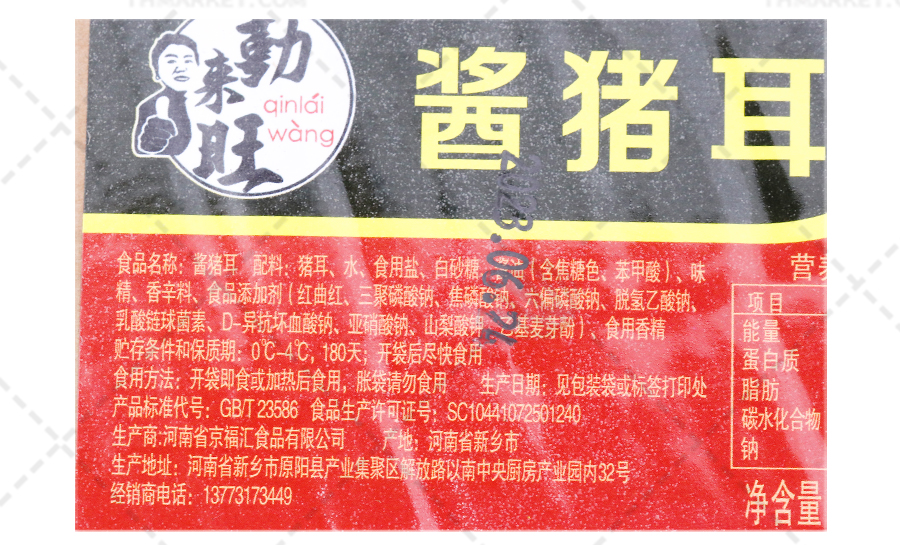 THMARKET.COM
THMARKET.COM
勤来旺
qinlái
wàng
酱猪耳
2023.06.24
食品名称：酱猪耳 配料：猪耳、水、食用盐、白砂糖、 （含焦糖色、苯甲酸）、味
精、香辛料、食品添加剂（红曲红、三聚磷酸钠、焦磷酸钠、六偏磷酸钠、脱氢乙酸钠、
乳酸链球菌素、D-异抗坏血酸钠、亚硝酸钠、山梨酸钾、 基麦芽酚）、食用香精
贮存条件和保质期：0℃-4℃，180天；开袋后尽快食用
食用方法：开袋即食或加热后食用，胀袋请勿食用 生产日期：见包装袋或标签打印处
产品标准代号：GB/T 23586 食品生产许可证号：SC10441072501240
生产商:河南省京福汇食品有限公司 产地：河南省新乡市
生产地址：河南省新乡市原阳县产业集聚区解放路以南中央厨房产业园内32号
经销商电话：13773173449
营养
项目
能量
蛋白质
脂肪
碳水化合物
钠
净含量